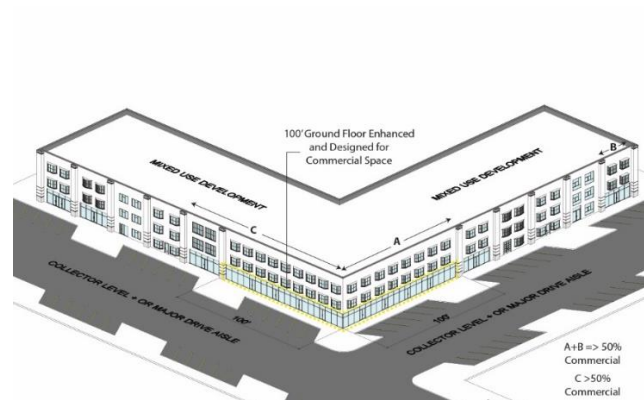 100' Ground Floor Enhanced
and Designed for
Commercial Space
MIXED USE DEVELOPMENT
MIXED USE DEVELOPMENT
B
C
A
COLLECTOR LEVEL + OR MAJOR DRIVE AISLE
100'
100'
COLLECTOR LEVEL + OR MAJOR DRIVE AISLE
A+B => 50%
Commercial
C >50%
Commercial